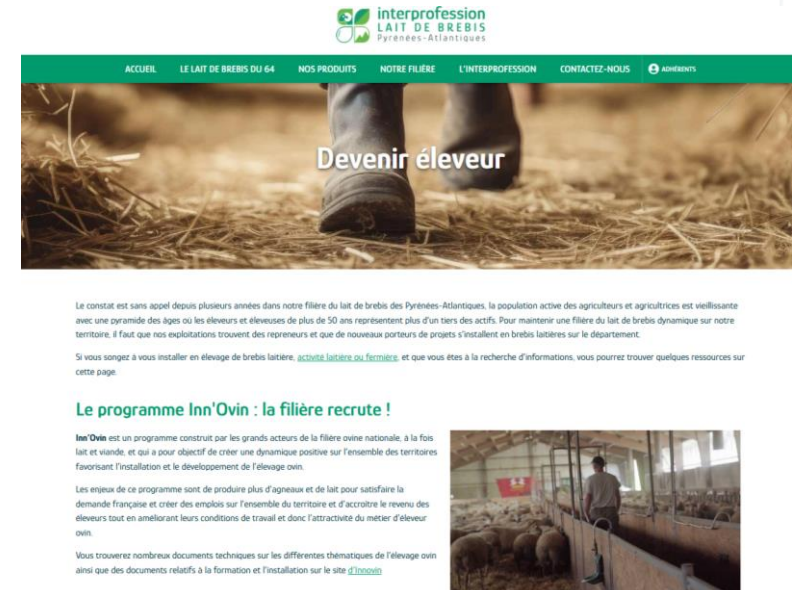 interprofession
LAIT DE BREBIS
Pyrénées-Atlantiques
ACCUEIL LE LAIT DE BREBIS DU 64 NOS PRODUITS NOTRE FILIÈRE L'INTERPROFESSION CONTACTEZ-NOUS ADHÉRENTS
Devenir éleveur
Le constat est sans appel depuis plusieurs années dans notre filière du lait de brebis des Pyrénées-Atlantiques, la population active des agriculteurs et agricultrices est vieillissante
avec une pyramide des âges où les éleveurs et éleveuses de plus de 50 ans représentent plus d'un tiers des actifs. Pour maintenir une filière du lait de brebis dynamique sur notre
territoire, il faut que nos exploitations trouvent des repreneurs et que de nouveaux porteurs de projets s'installent en brebis laitières sur le département.
Si vous songez à vous installer en élevage de brebis laitière, activité laitière ou fermière, et que vous êtes à la recherche d'informations, vous pourrez trouver quelques ressources sur
cette page.
Le programme Inn'Ovin : la filière recrute !
Inn'Ovin est un programme construit par les grands acteurs de la filière ovine nationale, à la fois
lait et viande, et qui a pour objectif de créer une dynamique positive sur l'ensemble des territoires
favorisant l'installation et le développement de l'élevage ovin.
Les enjeux de ce programme sont de produire plus d'agneaux et de lait pour satisfaire la
demande française et créer des emplois sur l'ensemble du territoire et d'accroître le revenu des
éleveurs tout en améliorant leurs conditions de travail et donc l'attractivité du métier d'éleveur
ovin.
Vous trouverez nombreux documents techniques sur les différentes thématiques de l'élevage ovin
ainsi que des documents relatifs à la formation et l'installation sur le site d'Innovin